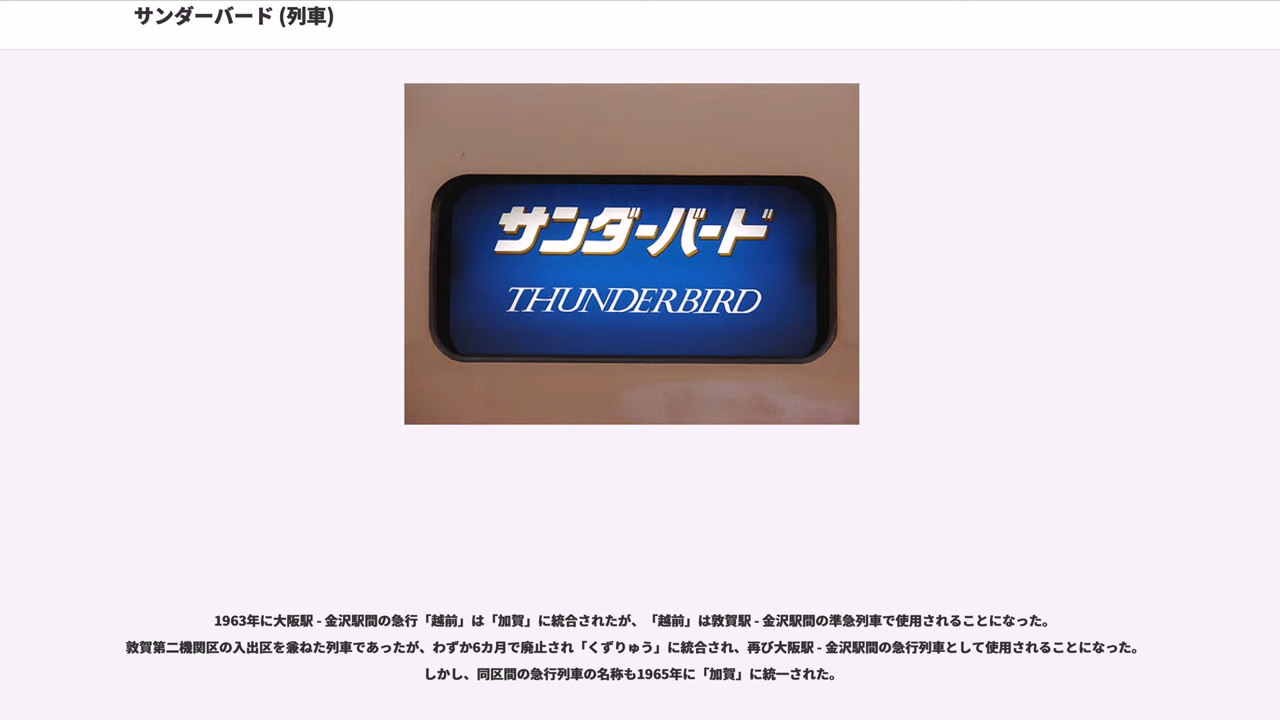 サンダーバード (列車)
サンダーバード
THUNDERBIRD
1963年に大阪駅 - 金沢駅間の急行「越前」は「加賀」に統合されたが、「越前」は敦賀駅 - 金沢駅間の準急列車で使用されることになった。
敦賀第二機関区の入出区を兼ねた列車であったが、わずか6カ月で廃止され「くずりゅう」に統合され、再び大阪駅 - 金沢駅間の急行列車として使用されることになった。
しかし、同区間の急行列車の名称も1965年に「加賀」に統一された。